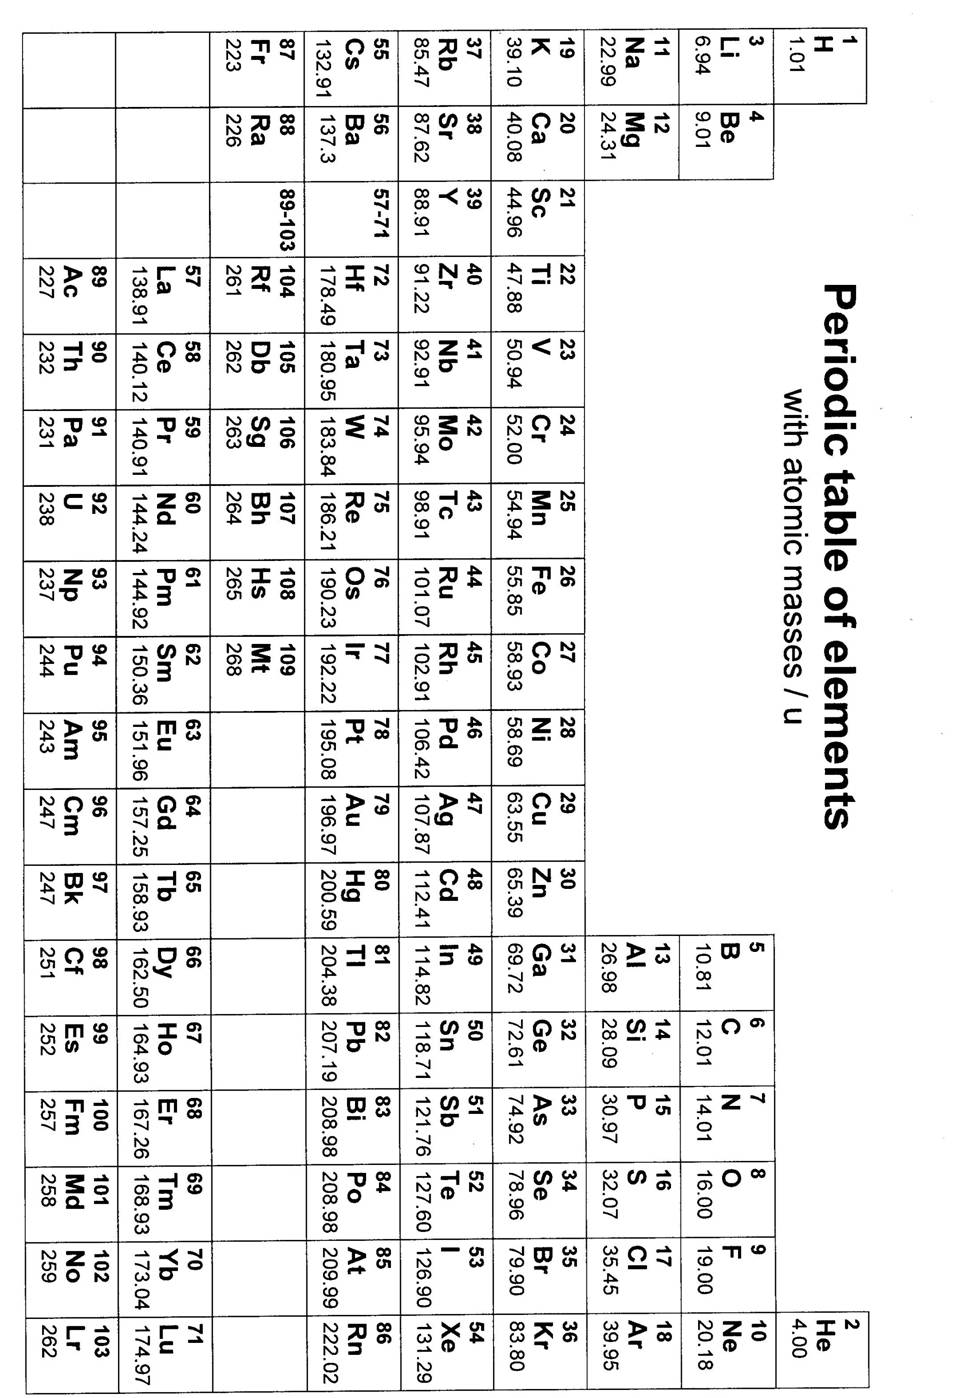 Periodic table of elements
with atomic masses / u
1 2
H He
1.01 4.00
3 4 5 6 7 8 9 10
Li Be B C N O F Ne
6.94 9.01 10.81 12.01 14.01 16.00 19.00 20.18
11 12 13 14 15 16 17 18
Na Mg Al Si P S Cl Ar
22.99 24.31 26.98 28.09 30.97 32.07 35.45 39.95
19 20 21 22 23 24 25 26 27 28 29 30 31 32 33 34 35 36
K Ca Sc Ti V Cr Mn Fe Co Ni Cu Zn Ga Ge As Se Br Kr
39.10 40.08 44.96 47.88 50.94 52.00 54.94 55.85 58.93 58.69 63.55 65.39 69.72 72.61 74.92 78.96 79.90 83.80
37 38 39 40 41 42 43 44 45 46 47 48 49 50 51 52 53 54
Rb Sr Y Zr Nb Mo Tc Ru Rh Pd Ag Cd In Sn Sb Te I Xe
85.47 87.62 88.91 91.22 92.91 95.94 98.91 101.07 102.91 106.42 107.87 112.41 114.82 118.71 121.76 127.60 126.90 131.29
55 56 57-71 72 73 74 75 76 77 78 79 80 81 82 83 84 85 86
Cs Ba Hf Ta W Re Os Ir Pt Au Hg Tl Pb Bi Po At Rn
132.91 137.3 178.49 180.95 183.84 186.21 190.23 192.22 195.08 196.97 200.59 204.38 207.19 208.98 208.98 209.99 222.02
87 88 89-103 104 105 106 107 108 109
Fr Ra Rf Db Sg Bh Hs Mt
223 226 261 262 263 264 265 268
57 58 59 60 61 62 63 64 65 66 67 68 69 70 71
La Ce Pr Nd Pm Sm Eu Gd Tb Dy Ho Er Tm Yb Lu
138.91 140.12 140.91 144.24 144.92 150.36 151.96 157.25 158.93 162.50 164.93 167.26 168.93 173.04 174.97
89 90 91 92 93 94 95 96 97 98 99 100 101 102 103
Ac Th Pa U Np Pu Am Cm Bk Cf Es Fm Md No Lr
227 232 231 238 237 244 243 247 247 251 252 257 258 259 262